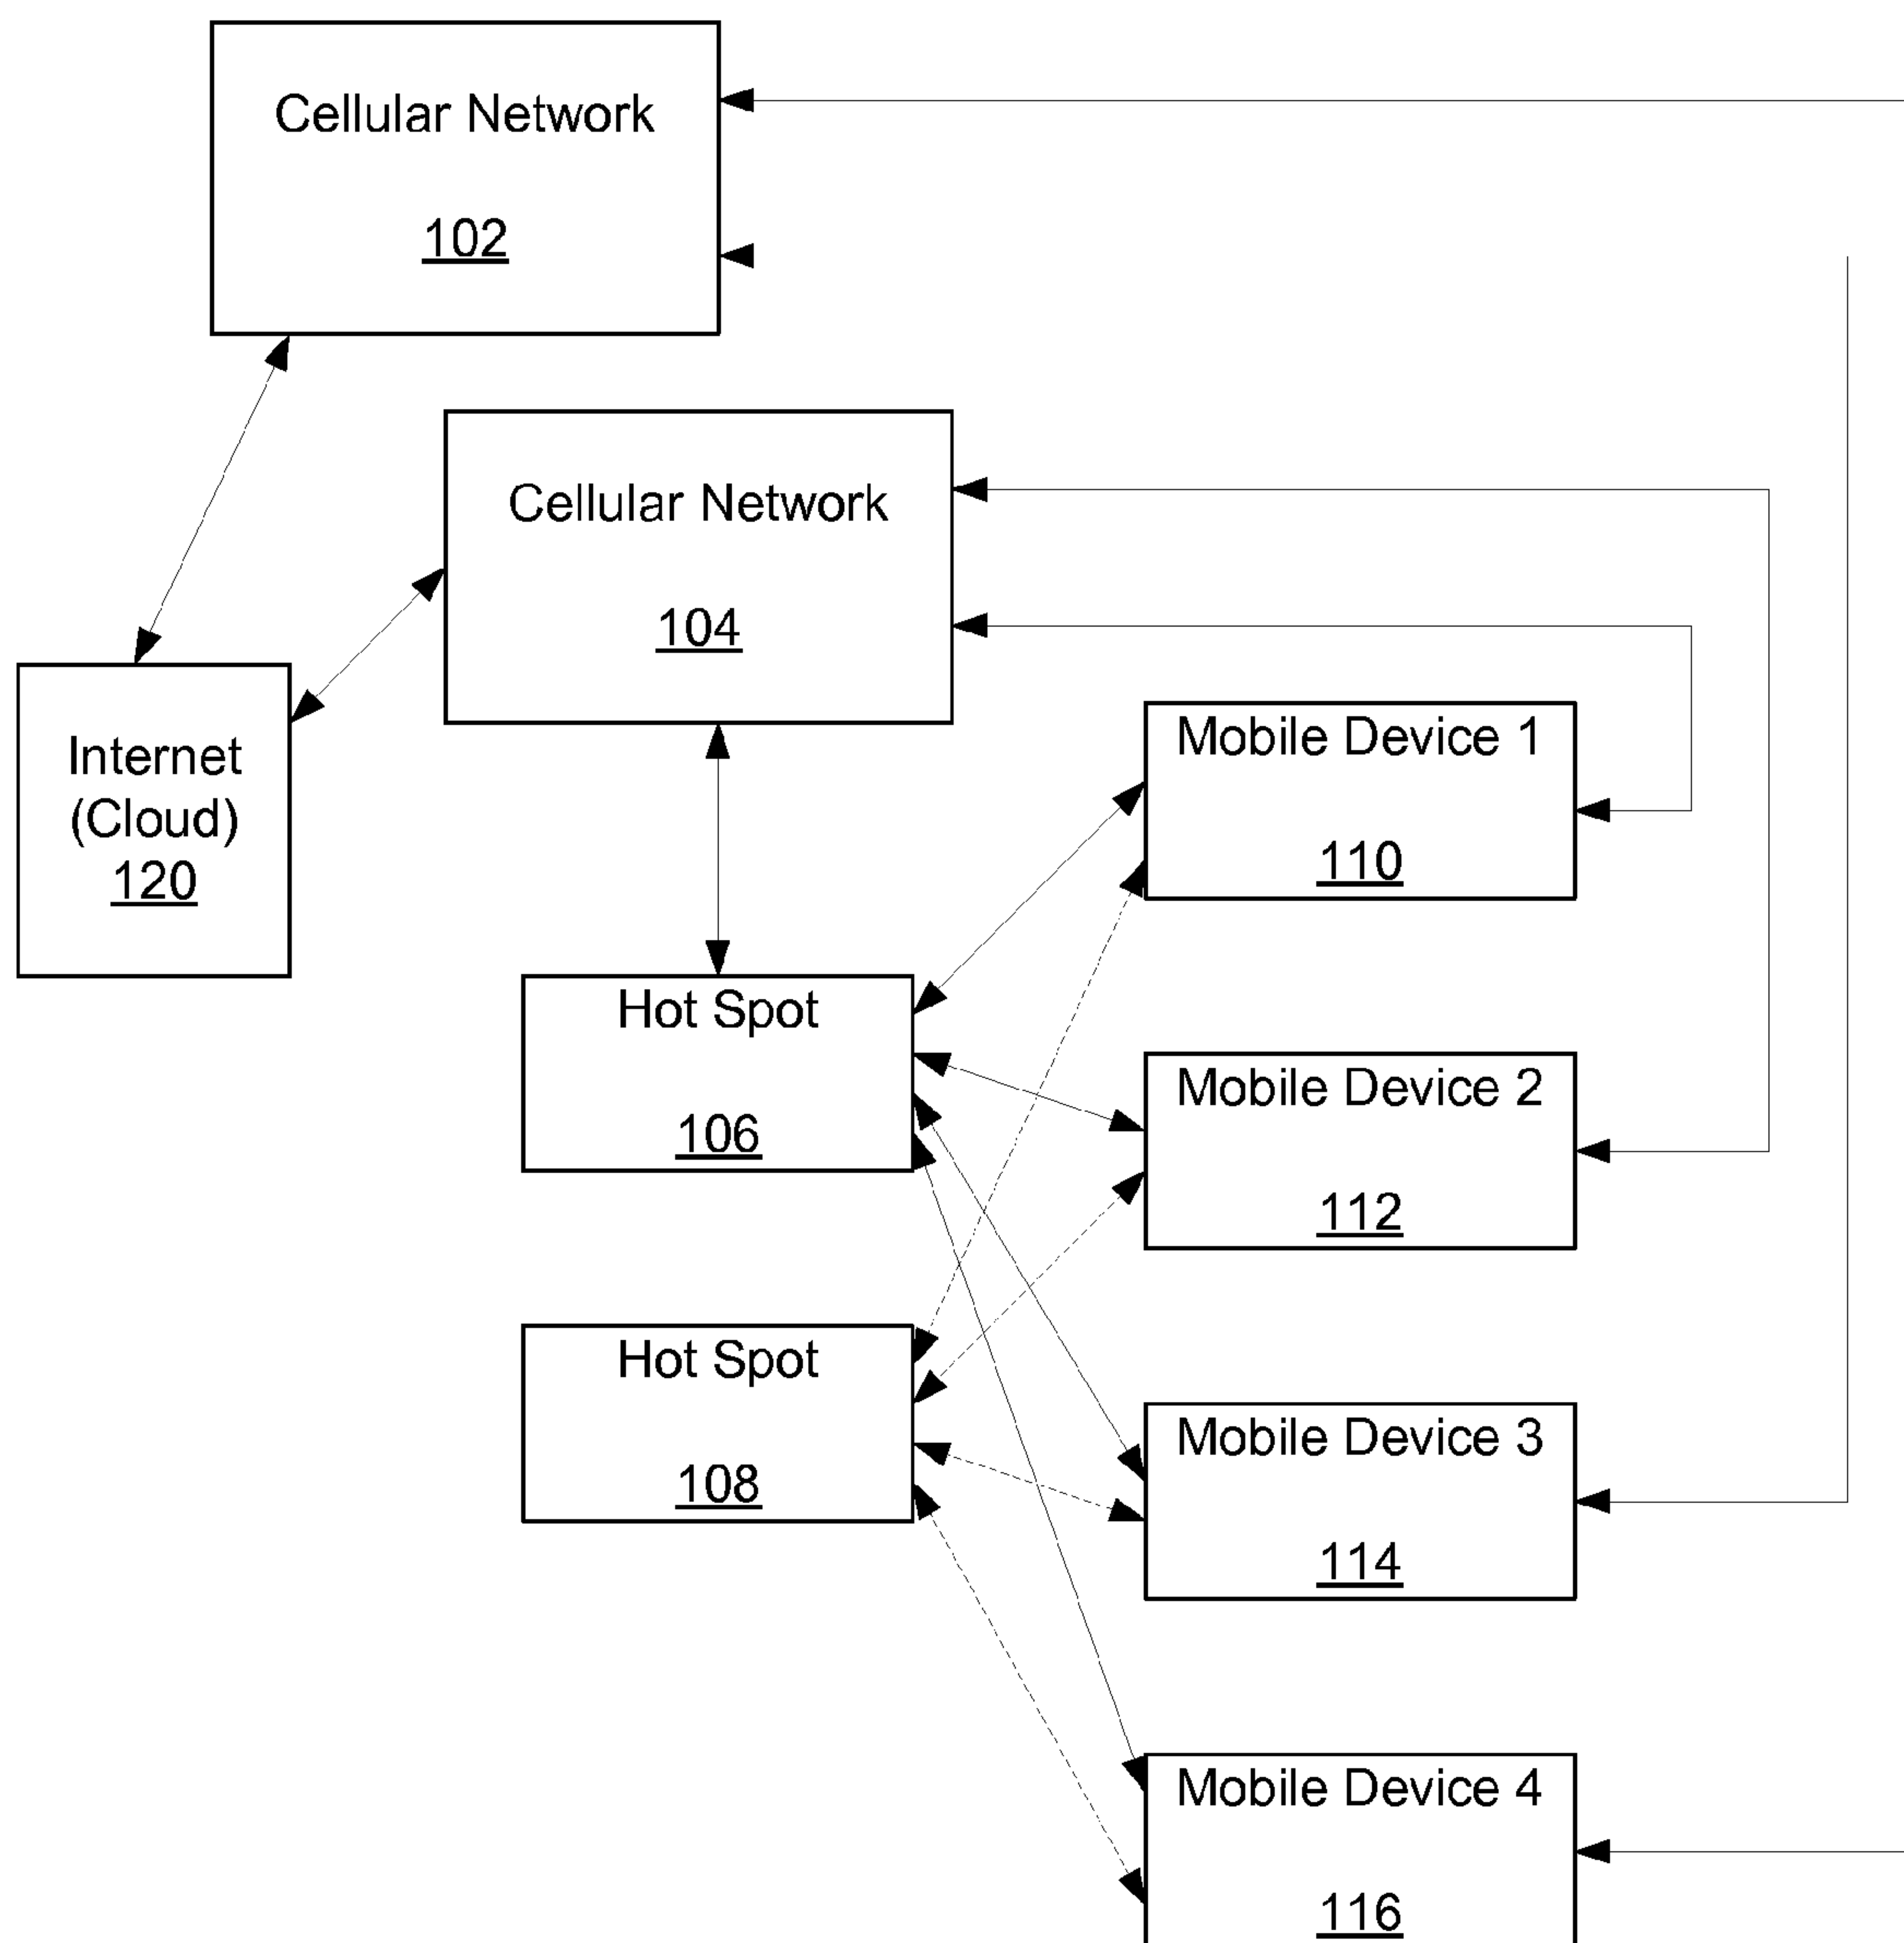 Cellular Network
102
Cellular Network
104
Internet
(Cloud)
120
Mobile Device 1
110
Hot Spot
106
Mobile Device 2
112
Hot Spot
108
Mobile Device 3
114
Mobile Device 4
116